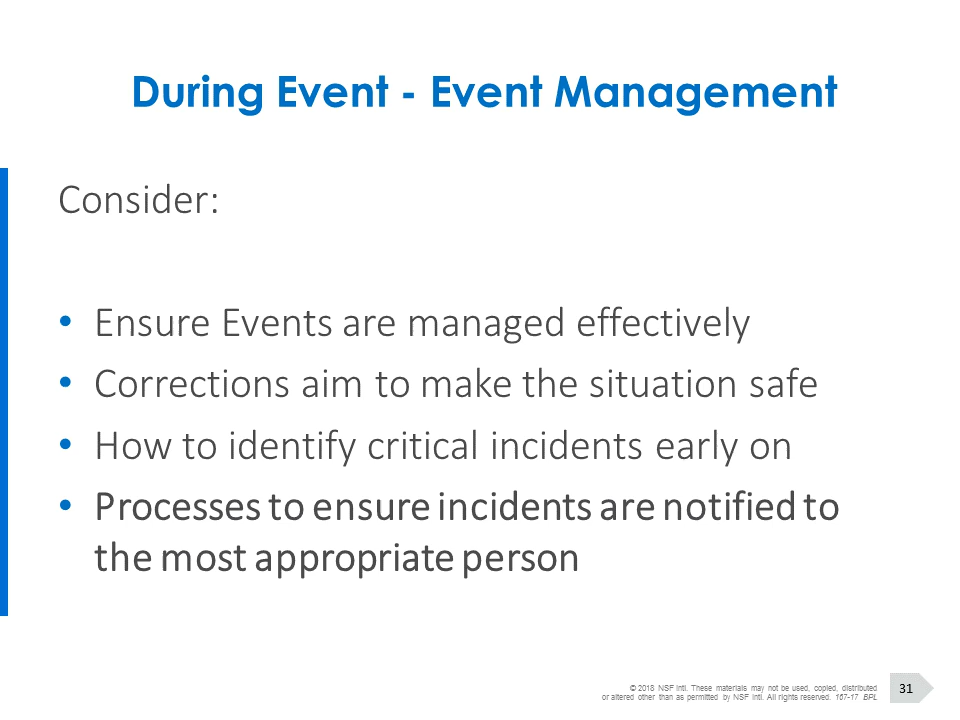 During Event - Event Management
Consider:
• Ensure Events are managed effectively
• Corrections aim to make the situation safe
• How to identify critical incidents early on
• Processes to ensure incidents are notified to
the most appropriate person
© 2018 NSF Intl. These materials may not be used, copied, distributed
or altered other than as permitted by NSF Intl. All rights reserved. 167-17 BPL
31